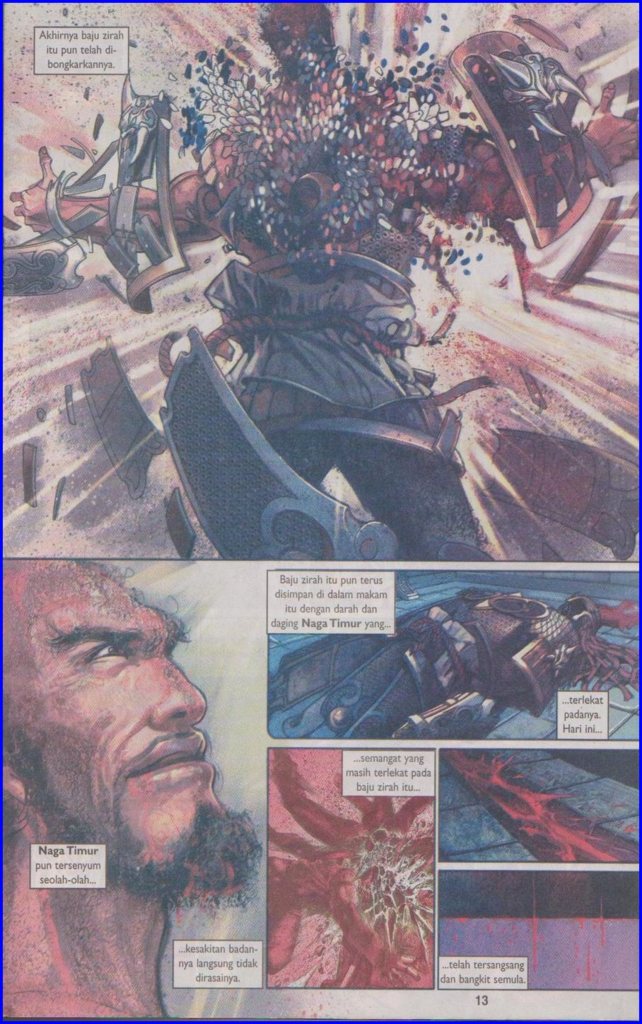 Akhirnya baju zirah
itu pun telah di-
bongkarkannya.
Baju zirah itu pun terus
disimpan di dalam makam
itu dengan darah dan
daging Naga Timur yang...
...terlekat
padanya.
Hari ini...
...semangat yang
masih terlekat pada
baju zirah itu...
Naga Timur
pun tersenyum
seolah-olah...
...kesakitan badan-
nya langsung tidak
dirasainya.
...telah tersangsang
dan bangkit semula.
13